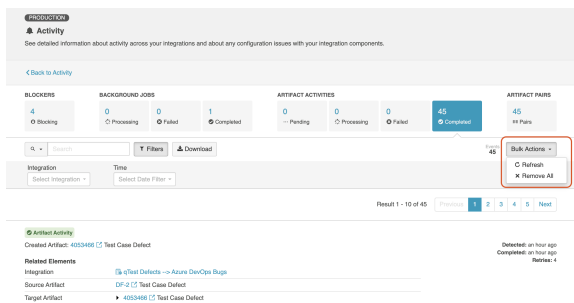 PRODUCTION
Activity
See detailed information about activity across your integrations and about any configuration issues with your integration components.
Back to Activity
BLOCKERS BACKGROUND JOBS ARTIFACT ACTIVITIES ARTIFACT PAIRS
4 0 0 1 0 0 0 45 45
Blocking Processing Failed Completed Pending Processing Failed Completed Pairs
Search Filters Download Events 45 Bulk Actions
Refresh
Remove All
Integration Time
Select Integration Select Date Filter
Result 1 - 10 of 45 Previous 1 2 3 4 5 Next
Artifact Activity
Created Artifact: 4053466 Test Case Defect Detected: an hour ago
Completed: an hour ago
Related Elements Retries: 4
Integration qTest Defects –> Azure DevOps Bugs
Source Artifact DF-2 Test Case Defect
Target Artifact 4053466 Test Case Defect